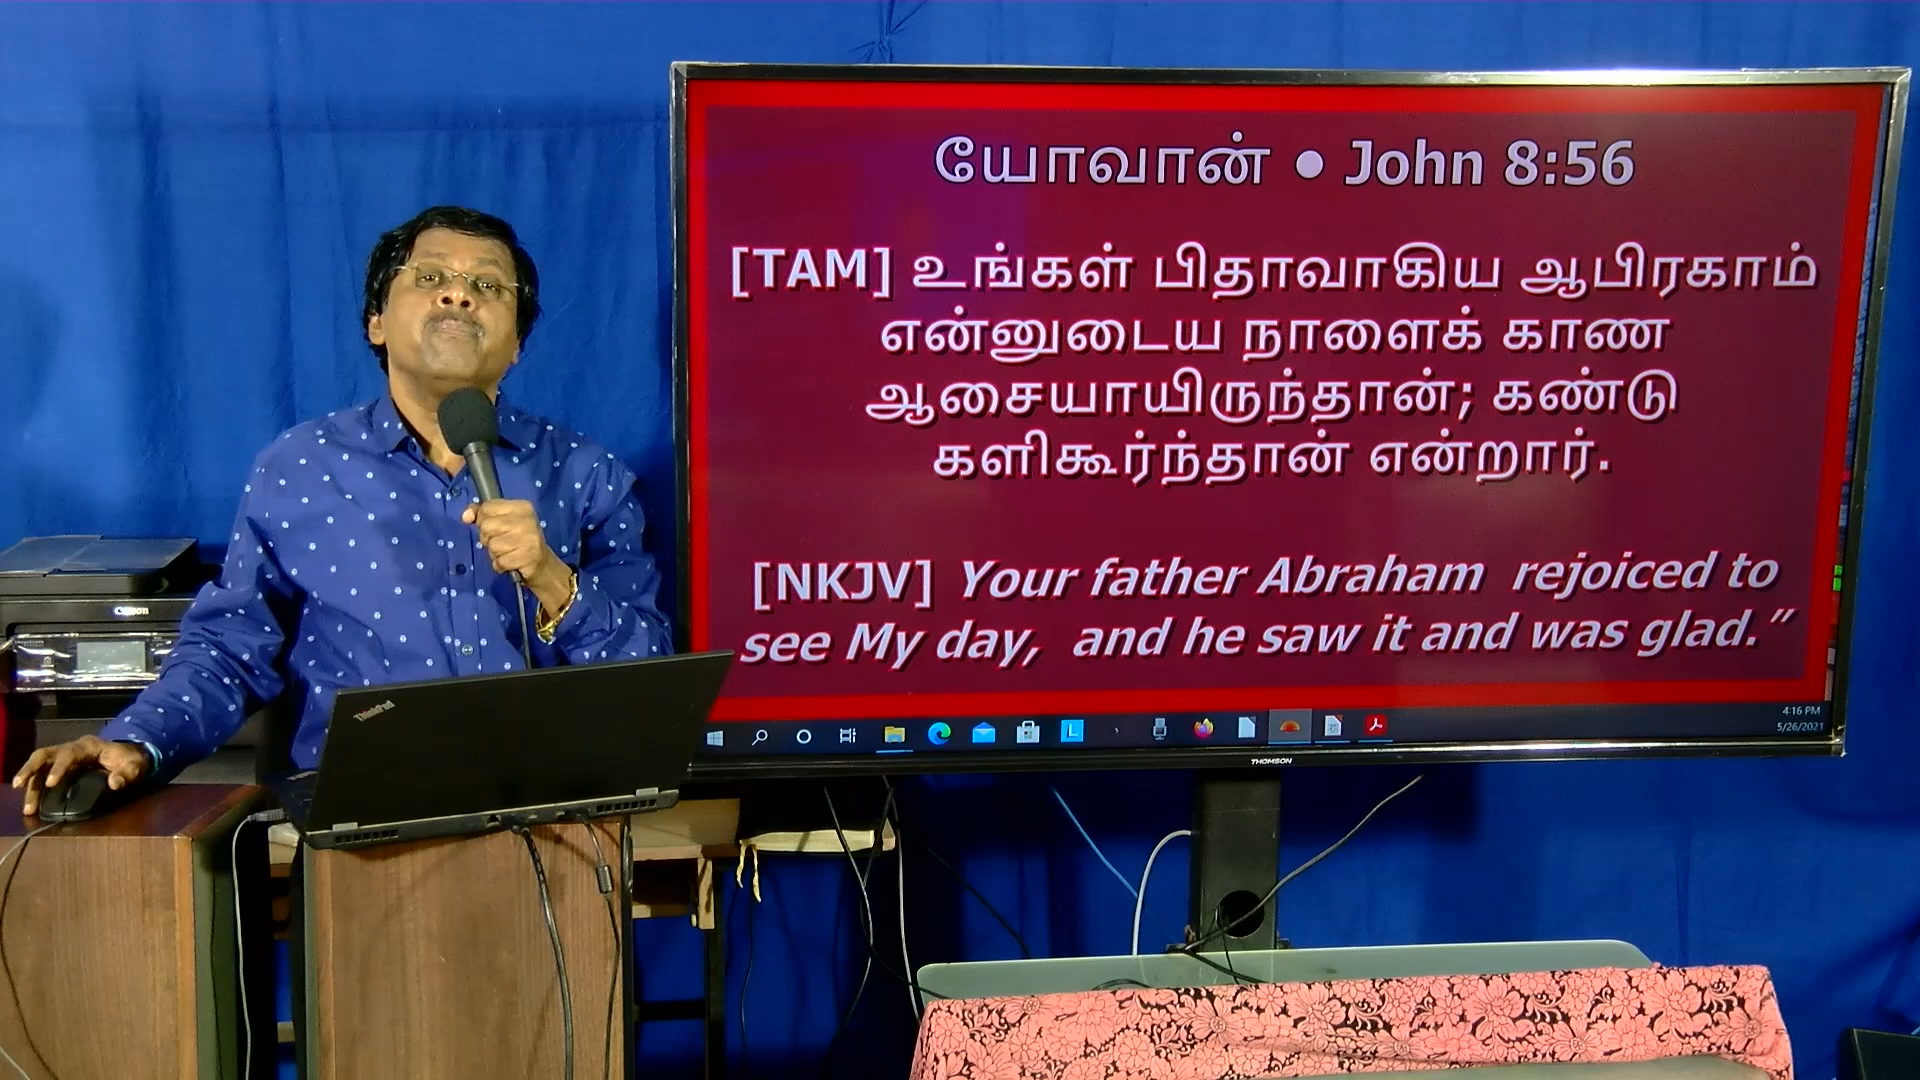 யோவான் • John 8:56
[TAM] உங்கள் பிதாவாகிய ஆபிரகாம்
என்னுடைய நாளைக் காண
ஆசையாயிருந்தான்; கண்டு
களிகூர்ந்தான் என்றார்.
[NKJV] Your father Abraham rejoiced to
see My day, and he saw it and was glad.”
4:16 PM
5/26/2021
THOMSON
Canon
ThinkPad